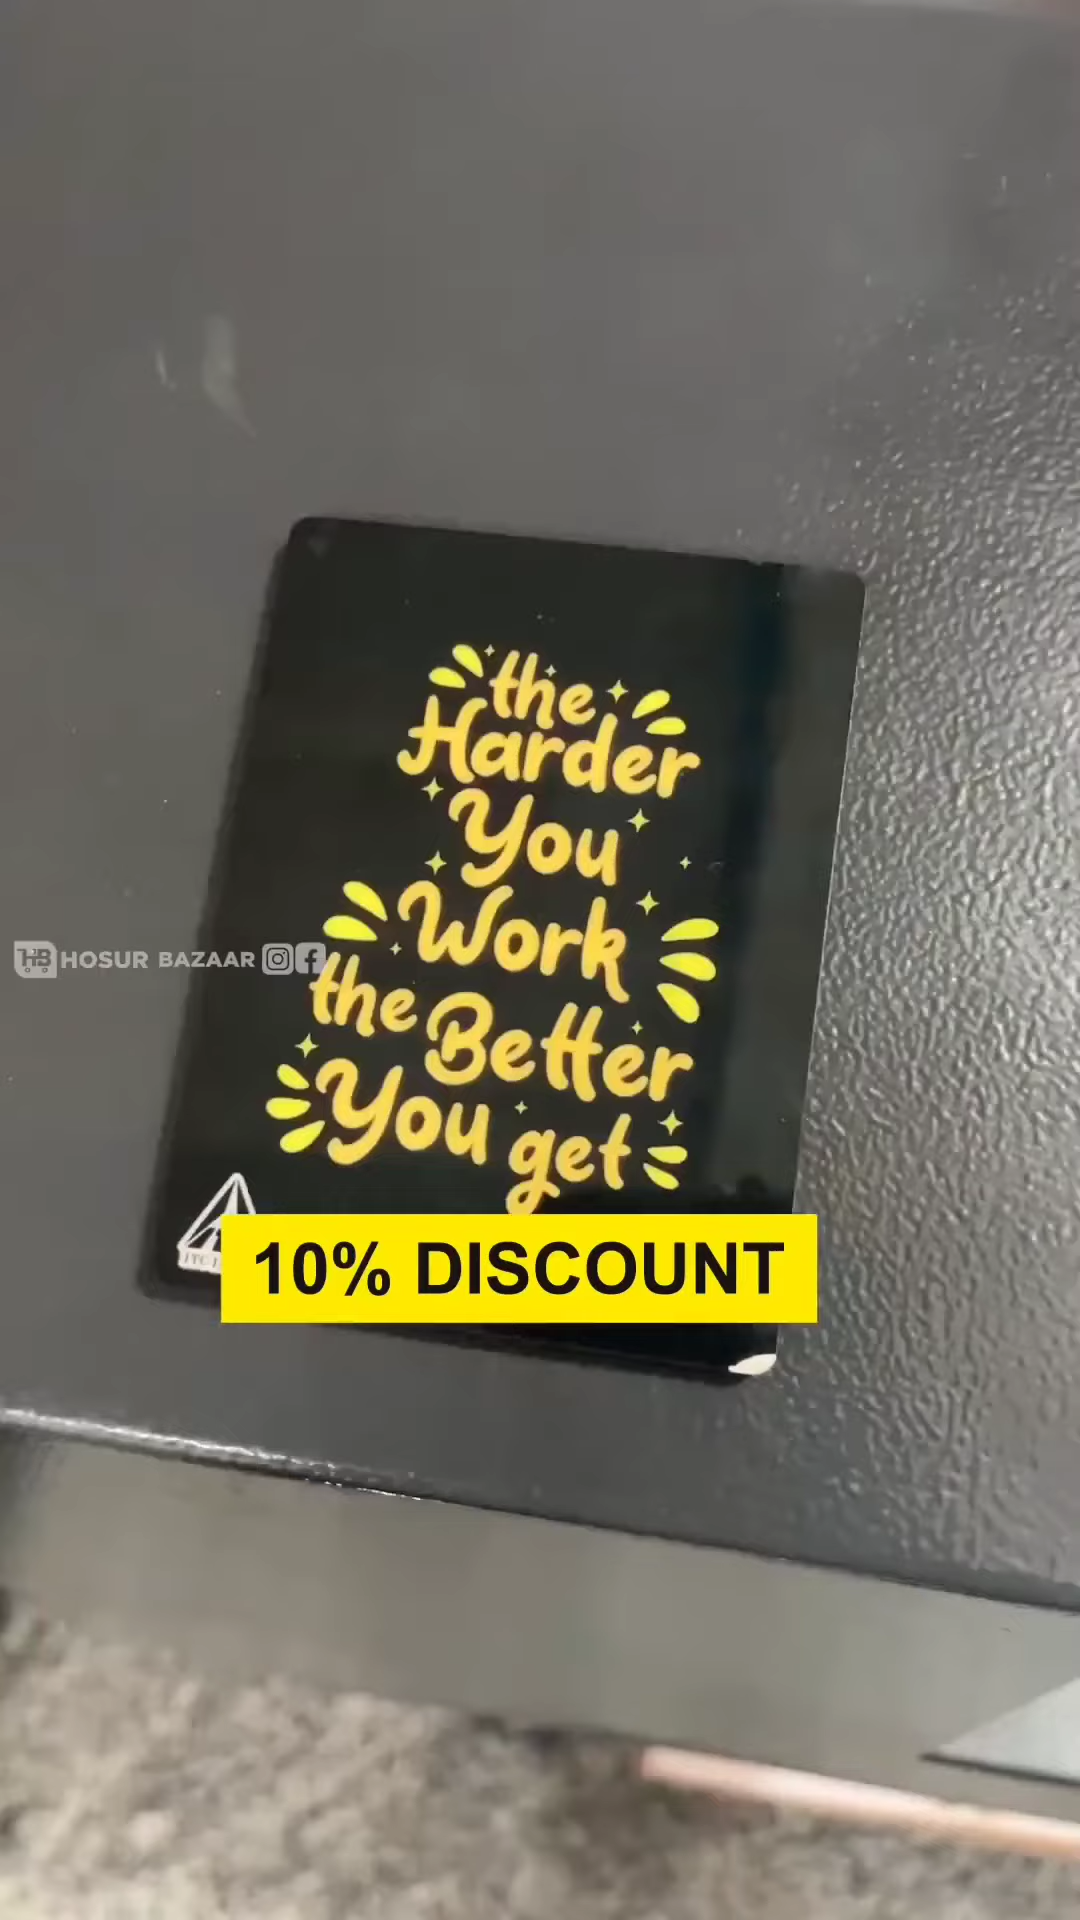 the
Harder
You
Work
the Better
You get
HOSUR BAZAAR
10% DISCOUNT